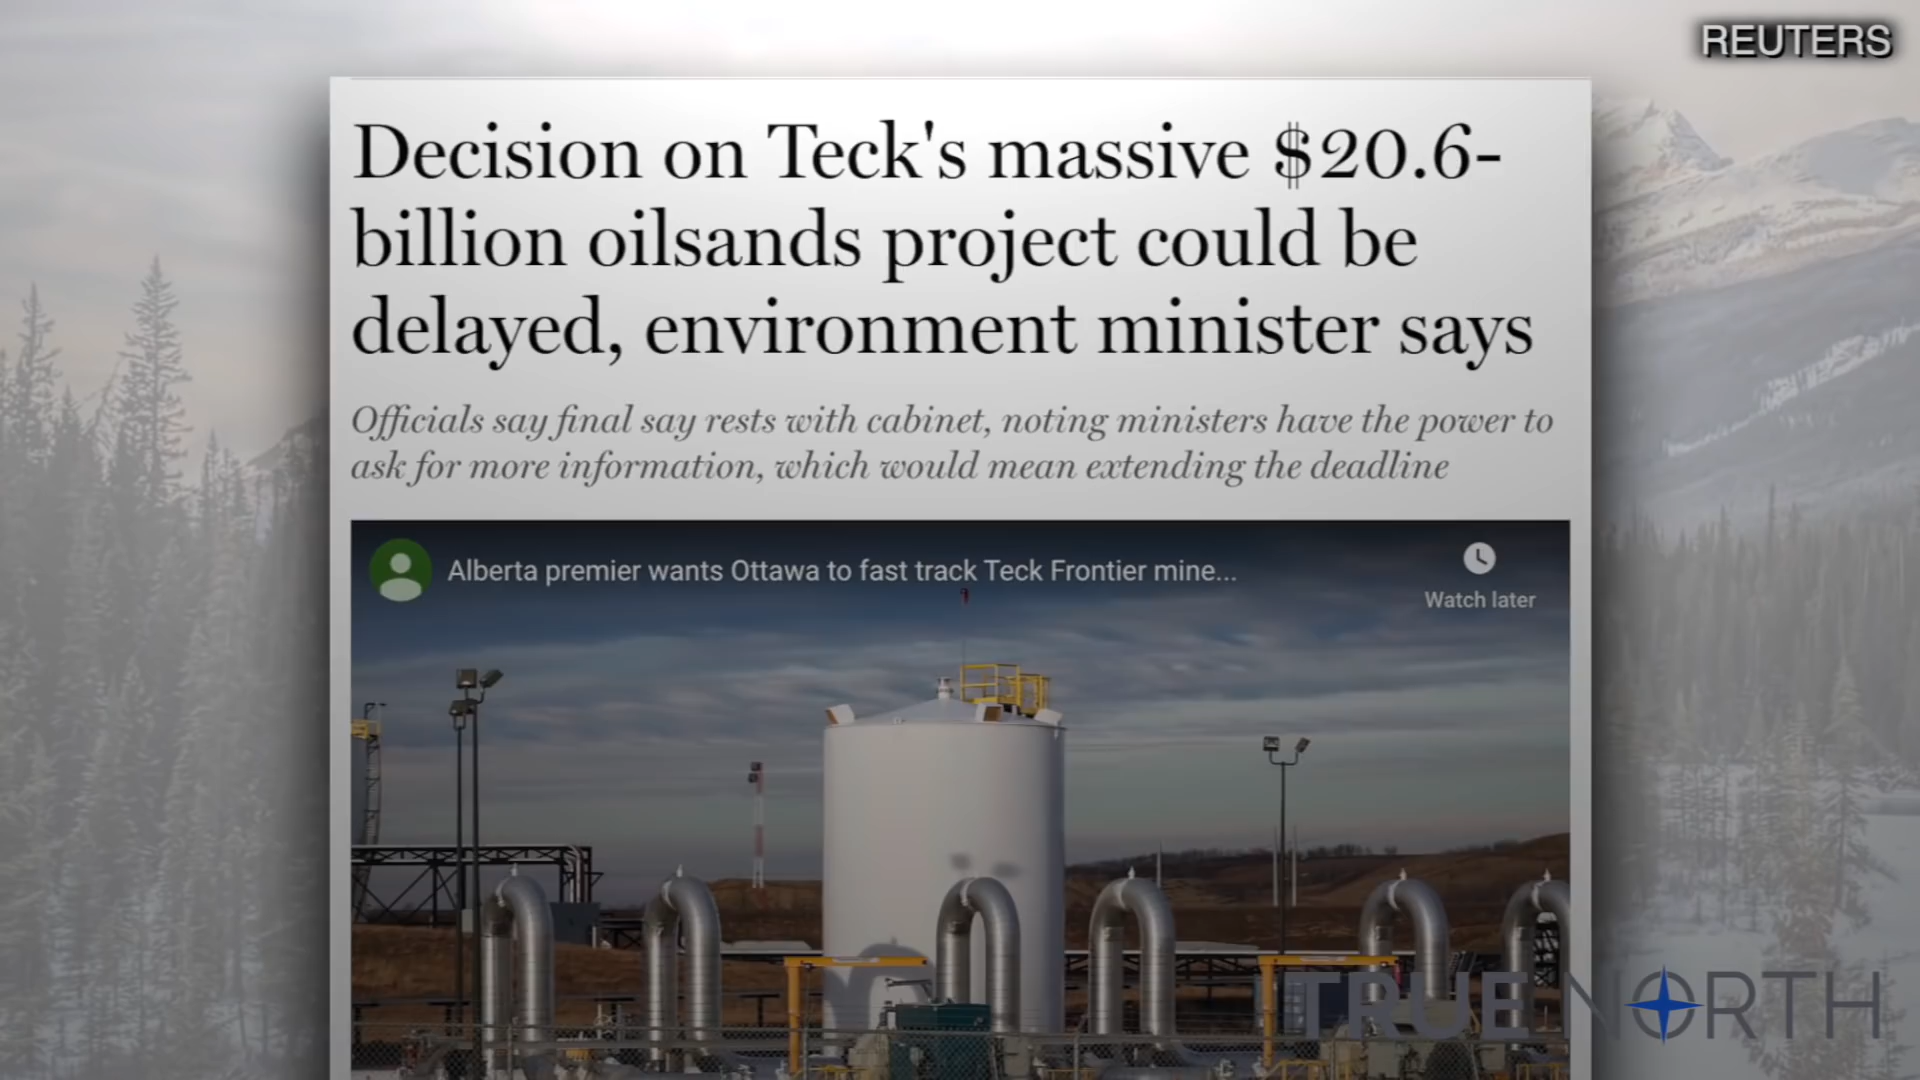 REUTERS
Decision on Teck's massive $20.6-
billion oilsands project could be
delayed, environment minister says
Officials say final say rests with cabinet, noting ministers have the power to
ask for more information, which would mean extending the deadline
Alberta premier wants Ottawa to fast track Teck Frontier mine...
Watch later
TRUE NORTH